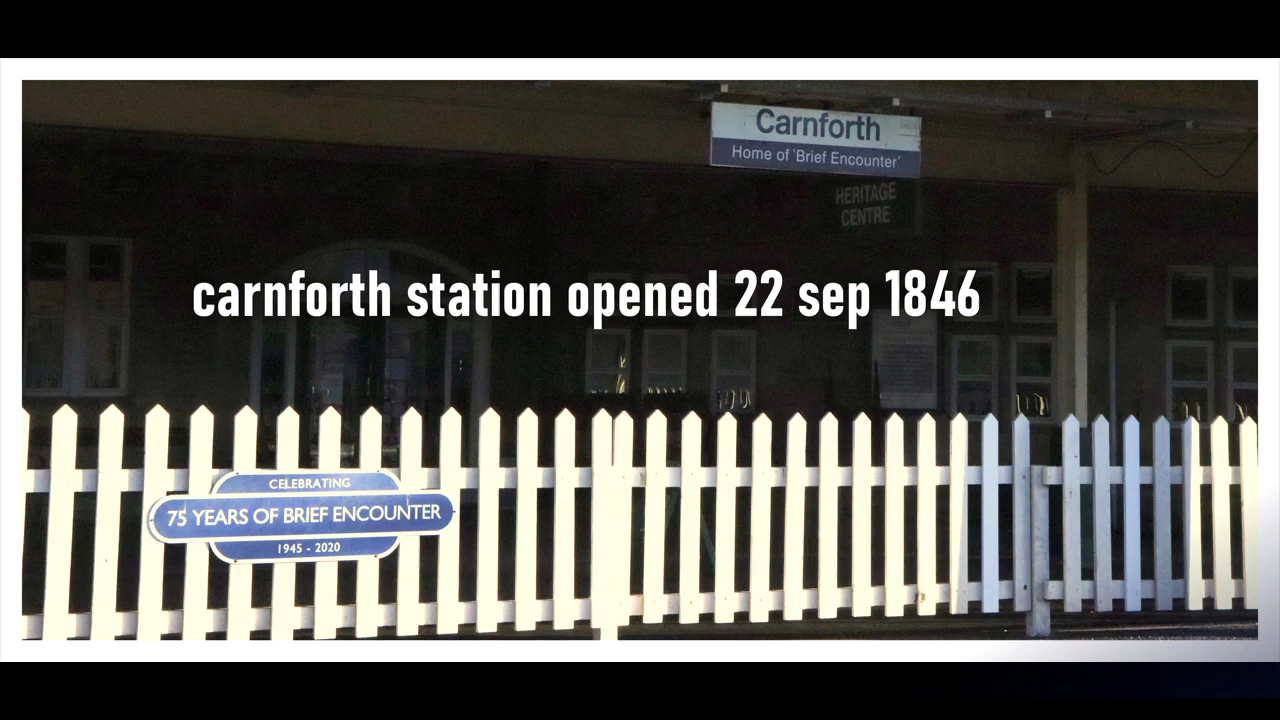 Carnforth
Home of 'Brief Encounter'
HERITAGE
CENTRE
carnforth station opened 22 sep 1846
CELEBRATING
75 YEARS OF BRIEF ENCOUNTER
1945 - 2020